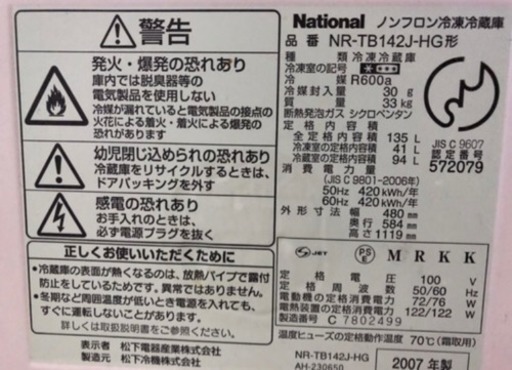 警告
発火・爆発の恐れあり
庫内では脱臭器等の
電気製品を使用しない
冷媒が漏れていると電気製品の接点の
火花による着火・着火による爆発の
恐れがあります。
幼児閉じ込められの恐れあり
冷蔵庫をリサイクルするときは、
ドアパッキングを外す
感電の恐れあり
お手入れのときは、
必ず電源プラグを抜く
正しくお使いいただくために
●冷蔵庫の表面が熱くなるのは、放熱パイプで露付
防止をしているためです。異常ではありません。
●冬期など周囲温度が低いとき電源を入れても、
すぐに運転しないことがあります。
詳しくは取扱説明書をご覧ください。
表示者 松下電器産業株式会社
製造元 松下冷機株式会社
National ノンフロン冷凍冷蔵庫
品番 NR-TB142J-HG形
種類 冷凍冷蔵庫
冷凍室の記号
冷媒 R600a
冷媒封入量 30 g
質量 33 kg
断熱発泡ガス シクロペンタン
定格内容積
全定格内容積 135 L
冷凍室の定格内容積 41 L
冷蔵室の定格内容積 94 L
消費電力量
(JIS C 9801-2006年)
50Hz 420 kWh/年
60Hz 420 kWh/年
外形寸法 幅 480 mm
奥行 584 mm
高さ 1119 mm
JIS C 9607
認定番号
572079
S JET PSE MRKK
定格電圧 100 V
定格周波数 50/60 Hz
電動機の定格消費電力 72/76 W
電熱装置の定格消費電力 122/122 W
製造番号 C 7802499
温度ヒューズの定格動作温度 70℃(霜取用)
NR-TB142J-HG
AH-230650
2007年製